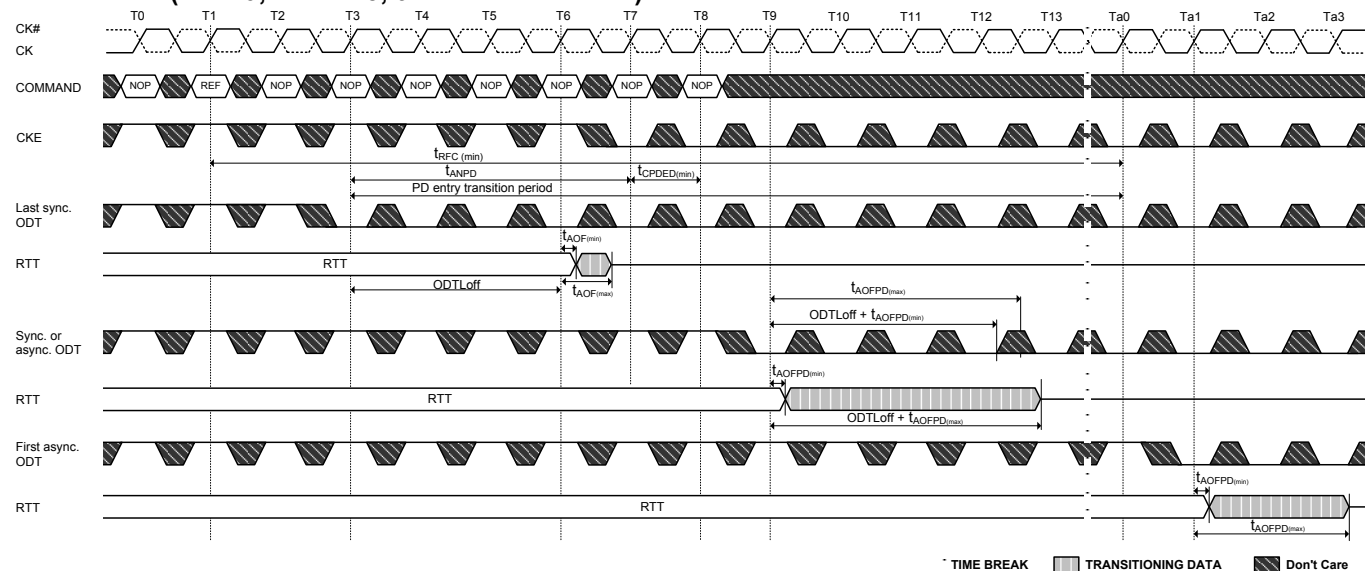 T0 T1 T2 T3 T4 T5 T6 T7 T8 T9 T10 T11 T12 T13 Ta0 Ta1 Ta2 Ta3
CK#
CK
COMMAND NOP REF NOP NOP NOP NOP NOP NOP NOP
CKE
tRFC (min)
tANPD tCPDED(min)
PD entry transition period
Last sync.
ODT
tAOF(min)
RTT RTT
ODTLoff tAOF(max)
tAOFPD(max)
ODTLoff + tAOFPD(min)
Sync. or
async. ODT
tAOFPD(min)
RTT RTT
ODTLoff + tAOFPD(max)
First async.
ODT
tAOFPD(min)
RTT RTT
tAOFPD(max)
TIME BREAK TRANSITIONING DATA Don't Care